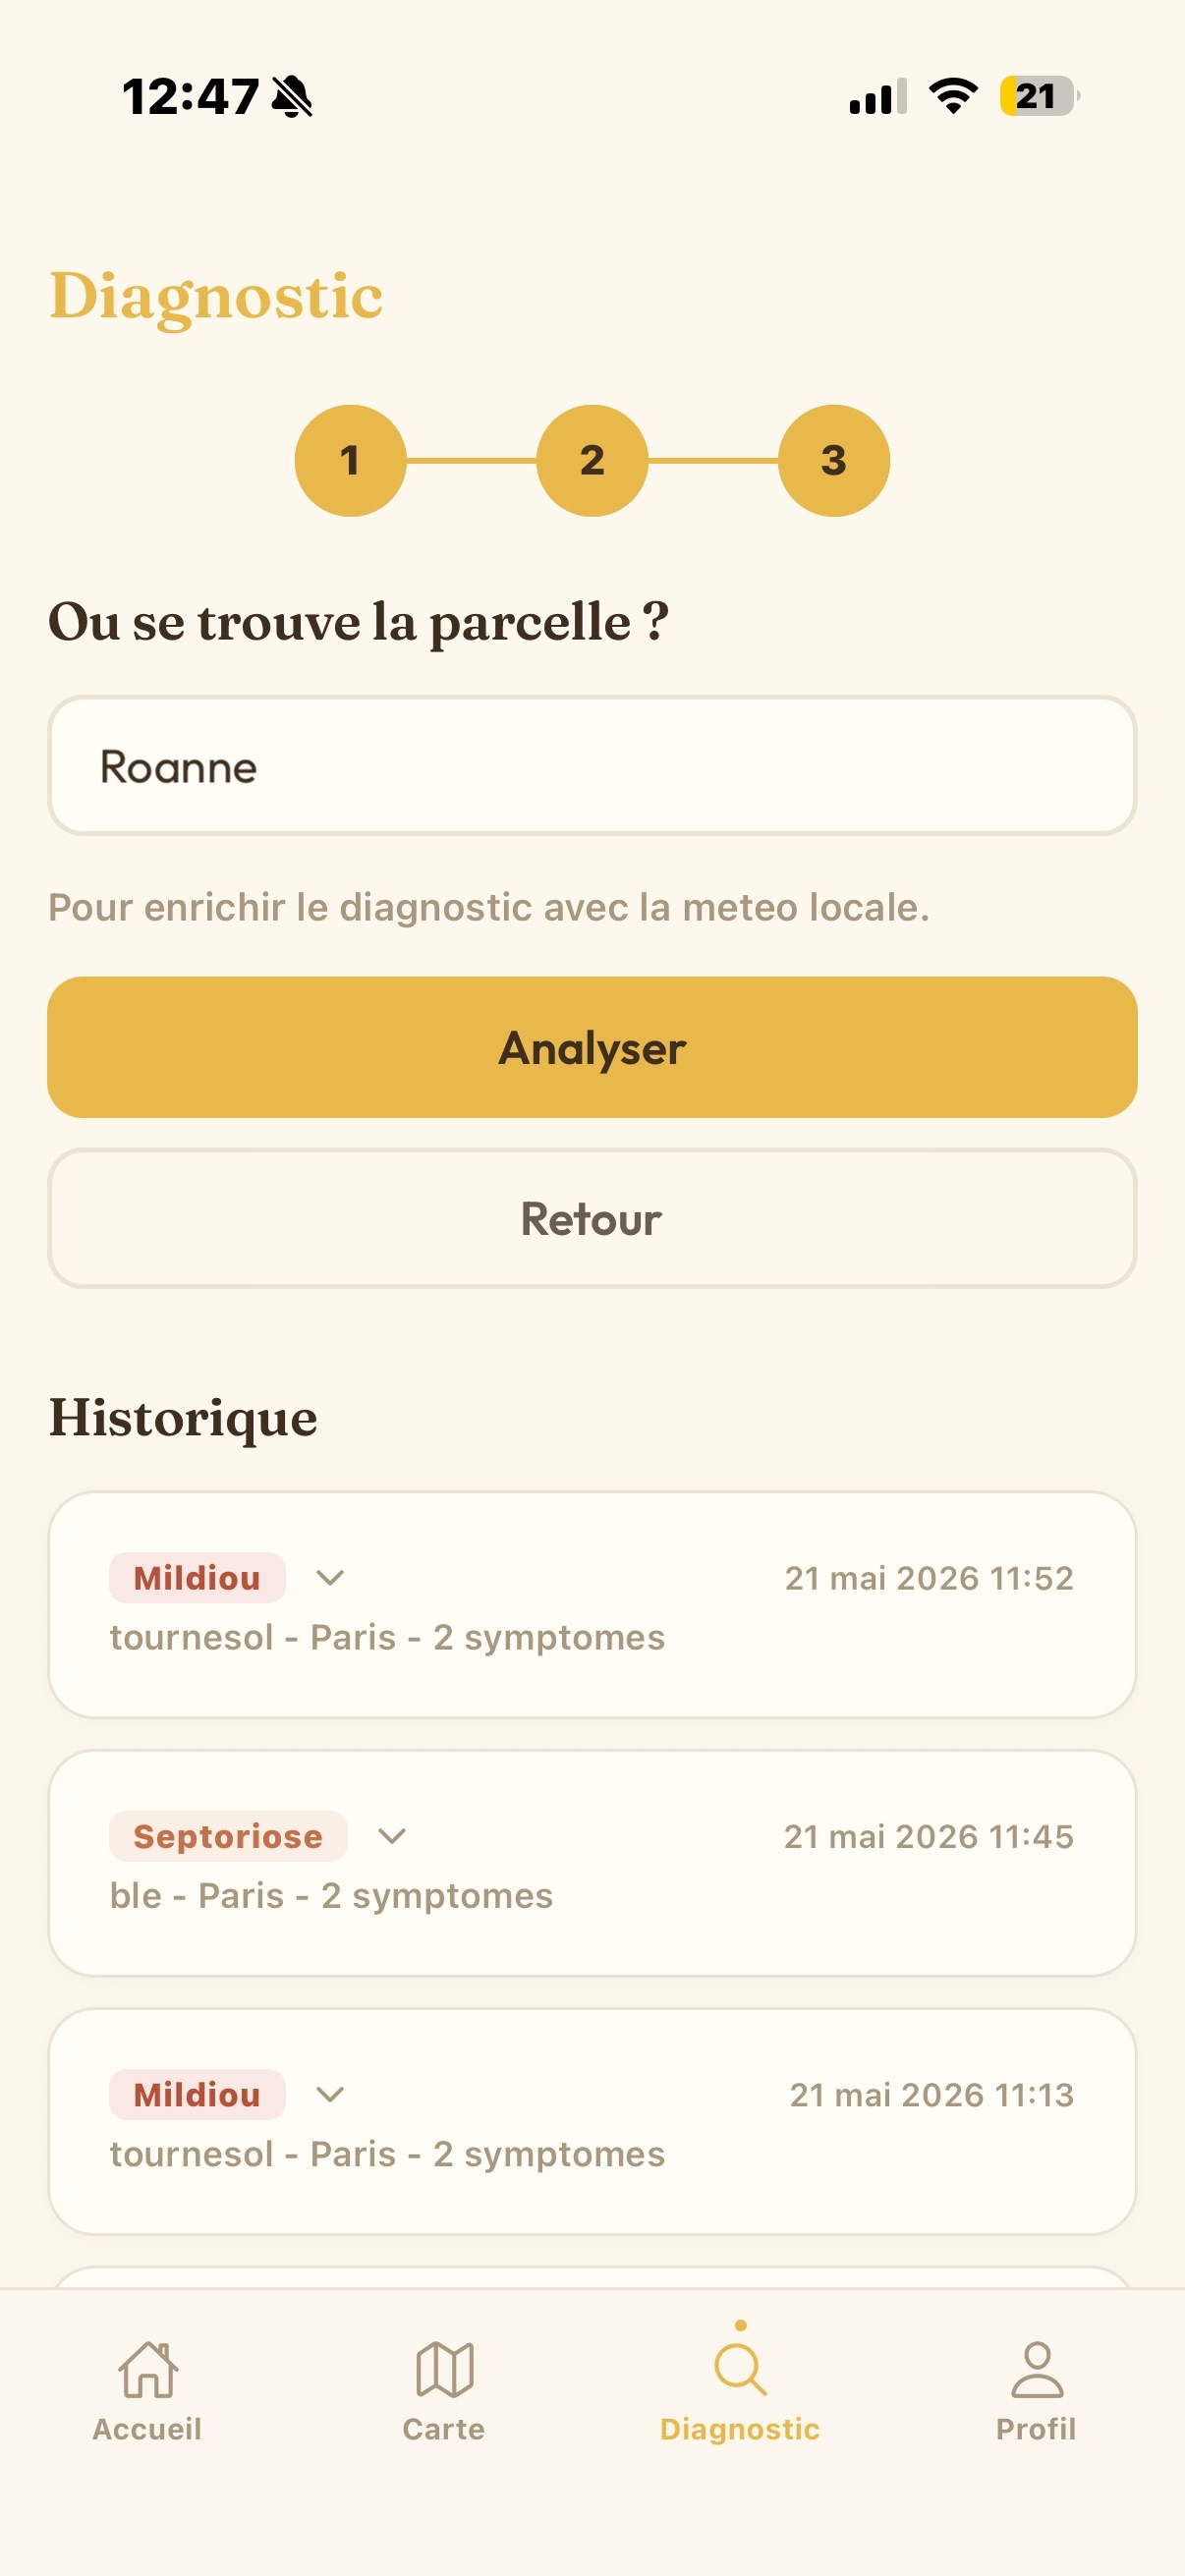 12:47
21
Diagnostic
1 2 3
Ou se trouve la parcelle ?
Roanne
Pour enrichir le diagnostic avec la meteo locale.
Analyser
Retour
Historique
Mildiou 21 mai 2026 11:52
tournesol - Paris - 2 symptomes
Septoriose 21 mai 2026 11:45
ble - Paris - 2 symptomes
Mildiou 21 mai 2026 11:13
tournesol - Paris - 2 symptomes
Accueil Carte Diagnostic Profil